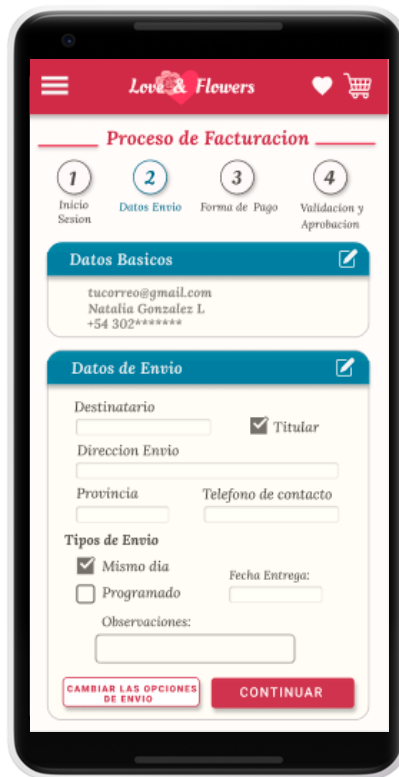 Love & Flowers
Proceso de Facturacion
1 2 3 4
Inicio Sesion Datos Envio Forma de Pago Validacion y Aprobacion
Datos Basicos
tucorreo@gmail.com
Natalia Gonzalez L
+54 302*******
Datos de Envio
Destinatario
Titular
Direccion Envio
Provincia Telefono de contacto
Tipos de Envio
Mismo dia
Fecha Entrega:
Programado
Observaciones:
CAMBIAR LAS OPCIONES
DE ENVIO
CONTINUAR